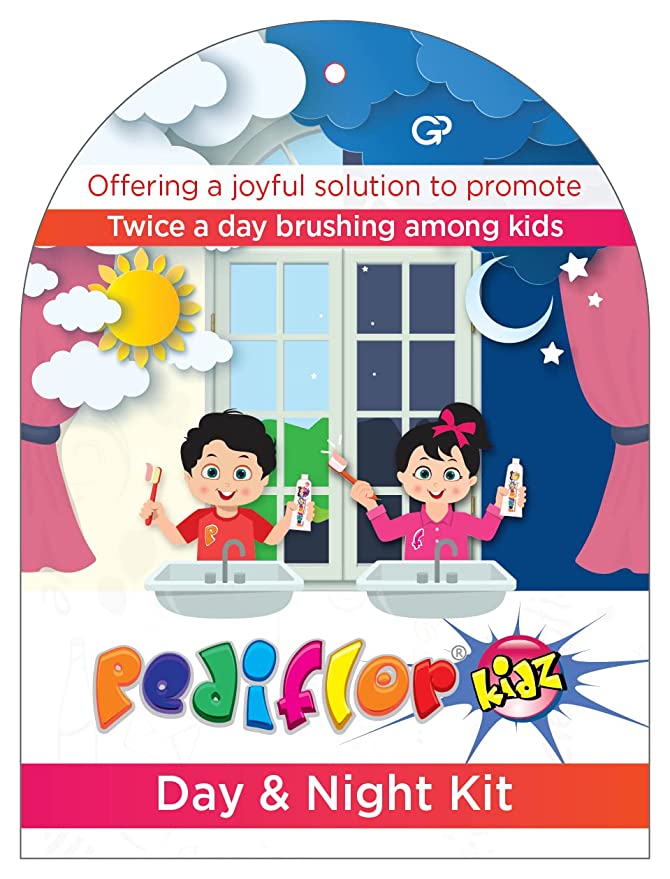 GP
Offering a joyful solution to promote
Twice a day brushing among kids
P
f
Pediflor® kidz
Day & Night Kit